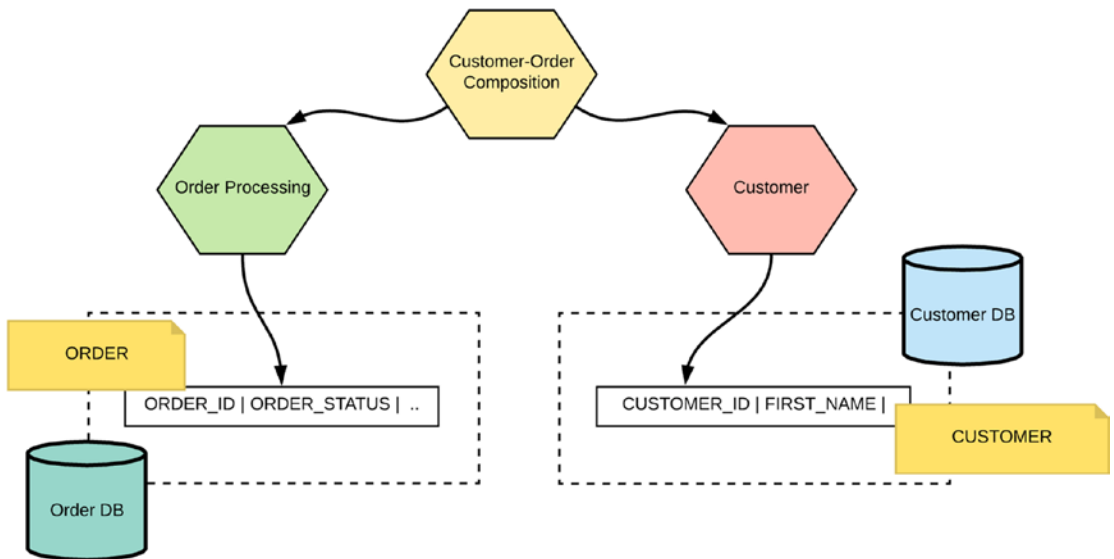 Customer-Order
Composition
Order Processing
Customer
Customer DB
ORDER
ORDER_ID | ORDER_STATUS | ..
CUSTOMER_ID | FIRST_NAME |
CUSTOMER
Order DB